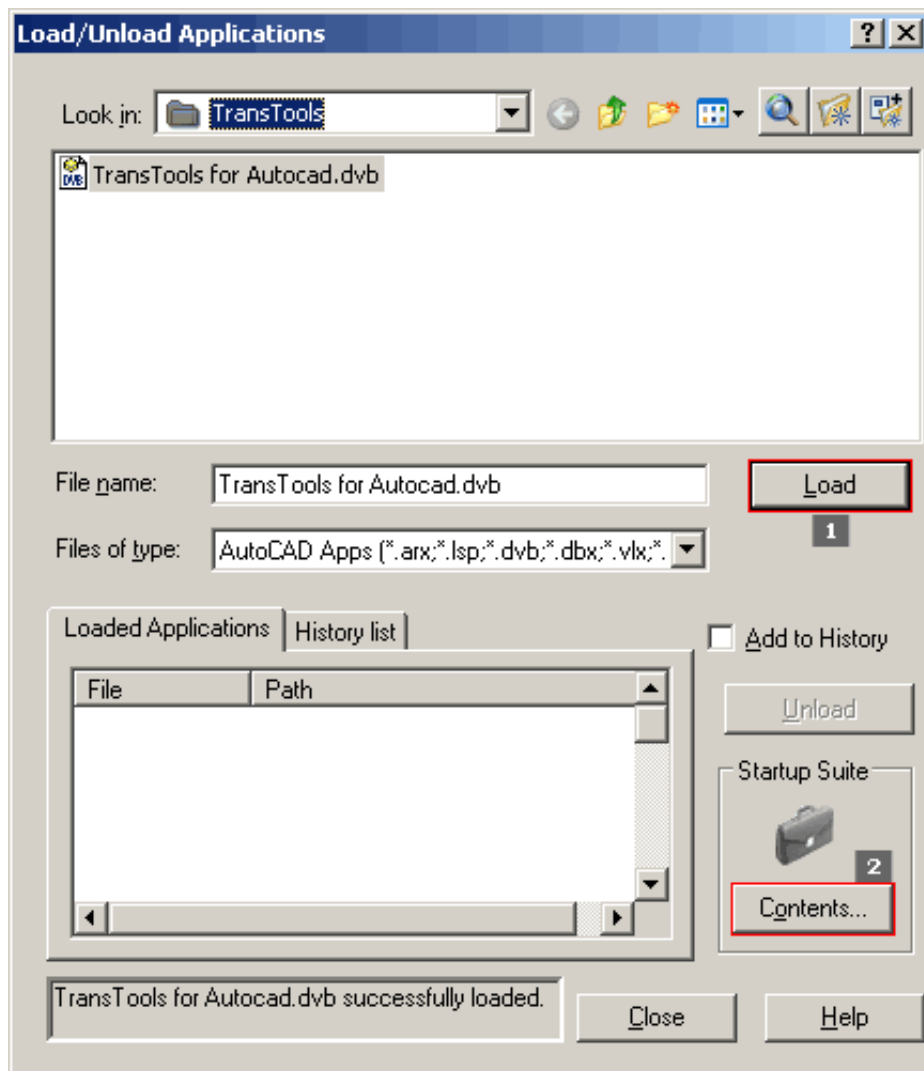 Load/Unload Applications
Look in: TransTools
TransTools for Autocad.dvb
File name: TransTools for Autocad.dvb Load
1
Files of type: AutoCAD Apps (*.arx;*.lsp;*.dvb;*.dbx;*.vlx;*.
Loaded Applications History list
Add to History
File Path
Unload
Startup Suite
2
Contents...
TransTools for Autocad.dvb successfully loaded.
Close Help